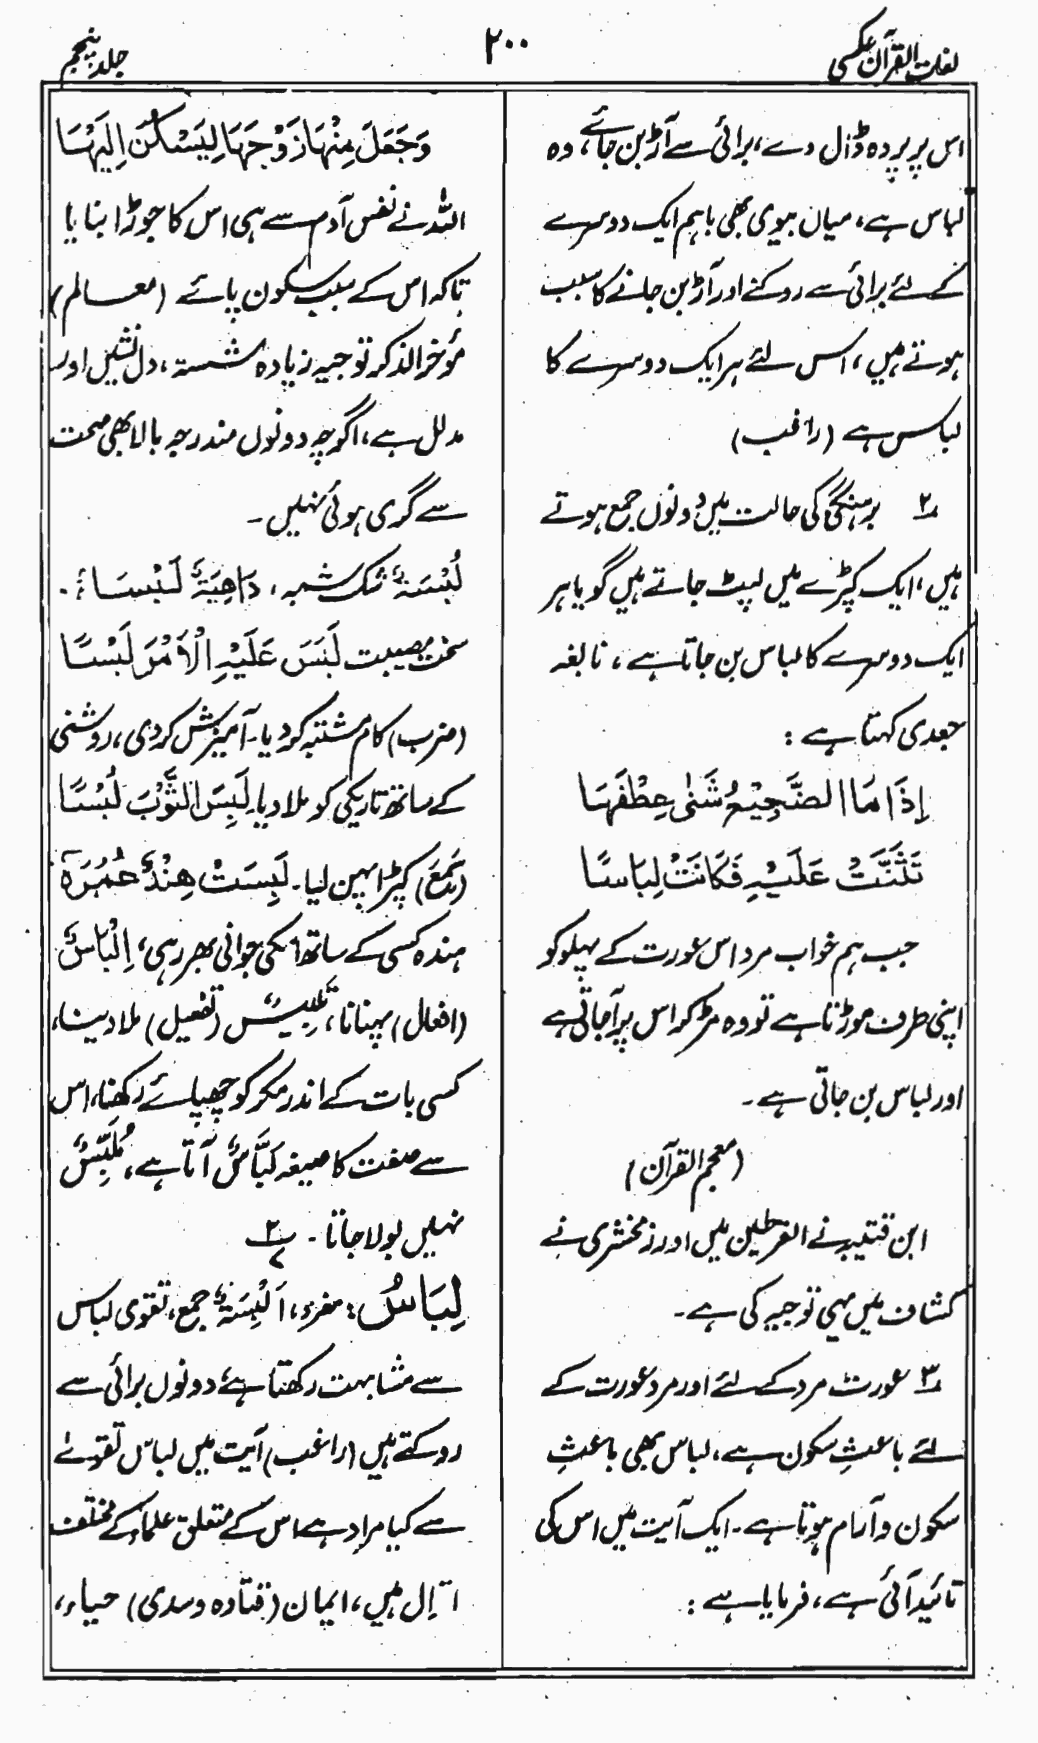 لغات القرآن عکسی
۲۰۰
جلد پنجم
اس پر پردہ ڈال دے، برائی سے آڑ بن جائے، وہ
لباس ہے، میاں بیوی بھی باہم ایک دوسرے
کے لئے برائی سے روکنے اور آڑ بن جانے کا سبب
ہوتے ہیں، اس لئے ہر ایک دوسرے کا
لباس ہے (راغب)
۲ برہنگی کی حالت میں دونوں جمع ہوتے
ہیں، ایک کپڑے میں لپٹ جاتے ہیں گویا ہر
ایک دوسرے کا لباس بن جاتا ہے، نابغہ
جعدی کہتا ہے :
اِذَا مَا الضَّجِیْعُ شَنٰی عِطْفَهَا
تَثَنَّتْ عَلَیْهِ فَکَانَتْ لِبَاسًا
جب ہم خواب مرد اس عورت کے پہلو کو
اپنی طرف موڑتا ہے تو وہ مڑ کر اس پر آجاتی ہے
اور لباس بن جاتی ہے۔
(معجم القرآن)
ابن قتیبہ نے القرطین میں اور زمخشری نے
کشاف میں یہی توجیہ کی ہے۔
۳ عورت مرد کے لئے اور مرد عورت کے
لئے باعثِ سکون ہے، لباس بھی باعثِ
سکون و آرام ہوتا ہے۔ ایک آیت میں اس کی
تائید آئی ہے، فرمایا ہے :
وَجَعَلَ مِنْهَا زَوْجَهَا لِیَسْکُنَ اِلَیْهَا
اللہ نے نفس آدم سے ہی اس کا جوڑا بنایا
تاکہ اس کے سبب سکون پائے (معالم)
مؤخر الذکر توجیہ زیادہ شستہ، دل نشیں اور
مدلل ہے، اگرچہ دونوں مندرجہ بالا بھی صحت
سے گری ہوئی نہیں۔
لُبْسَةٌ شک شبہ، دَاهِیَةٌ لَبْسَاءُ۔
سخت مصیبت لَبَسَ عَلَیْهِ الْاَمْرَ لَبْسًا
(ضرب) کام مشتبہ کر دیا۔ آمیزش کر دی، روشنی
کے ساتھ تاریکی کو ملا دیا۔ لَبِسَ الثَّوْبَ لُبْسًا
(سَمِعَ) کپڑا پہن لیا۔ لَبِسَتْ هِنْدٌ عُمُرَهٗ
ہندہ کسی کے ساتھ اسکی جوانی بھر رہی، اِلْبَاسٌ
(افعال) پہنانا، تَلْبِیْسٌ (تفعیل) ملا دینا،
کسی بات کے اندر مکر کو چھپائے رکھنا، اس
سے صفت کا صیغہ لَبَّاسٌ آتا ہے، مُلَبِّسٌ
نہیں بولا جاتا۔ ۲/۷
لِبَاسُ : مفرد، اَلْبِسَةٌ جمع، تقوی لباس
سے مشابہت رکھتا ہے، دونوں برائی سے
روکتے ہیں (راغب) آیت میں لباس تقویٰ
سے کیا مراد ہے اس کے متعلق علماء کے مختلف
اقوال ہیں، ایمان (قتادہ و سدی) حیاء،